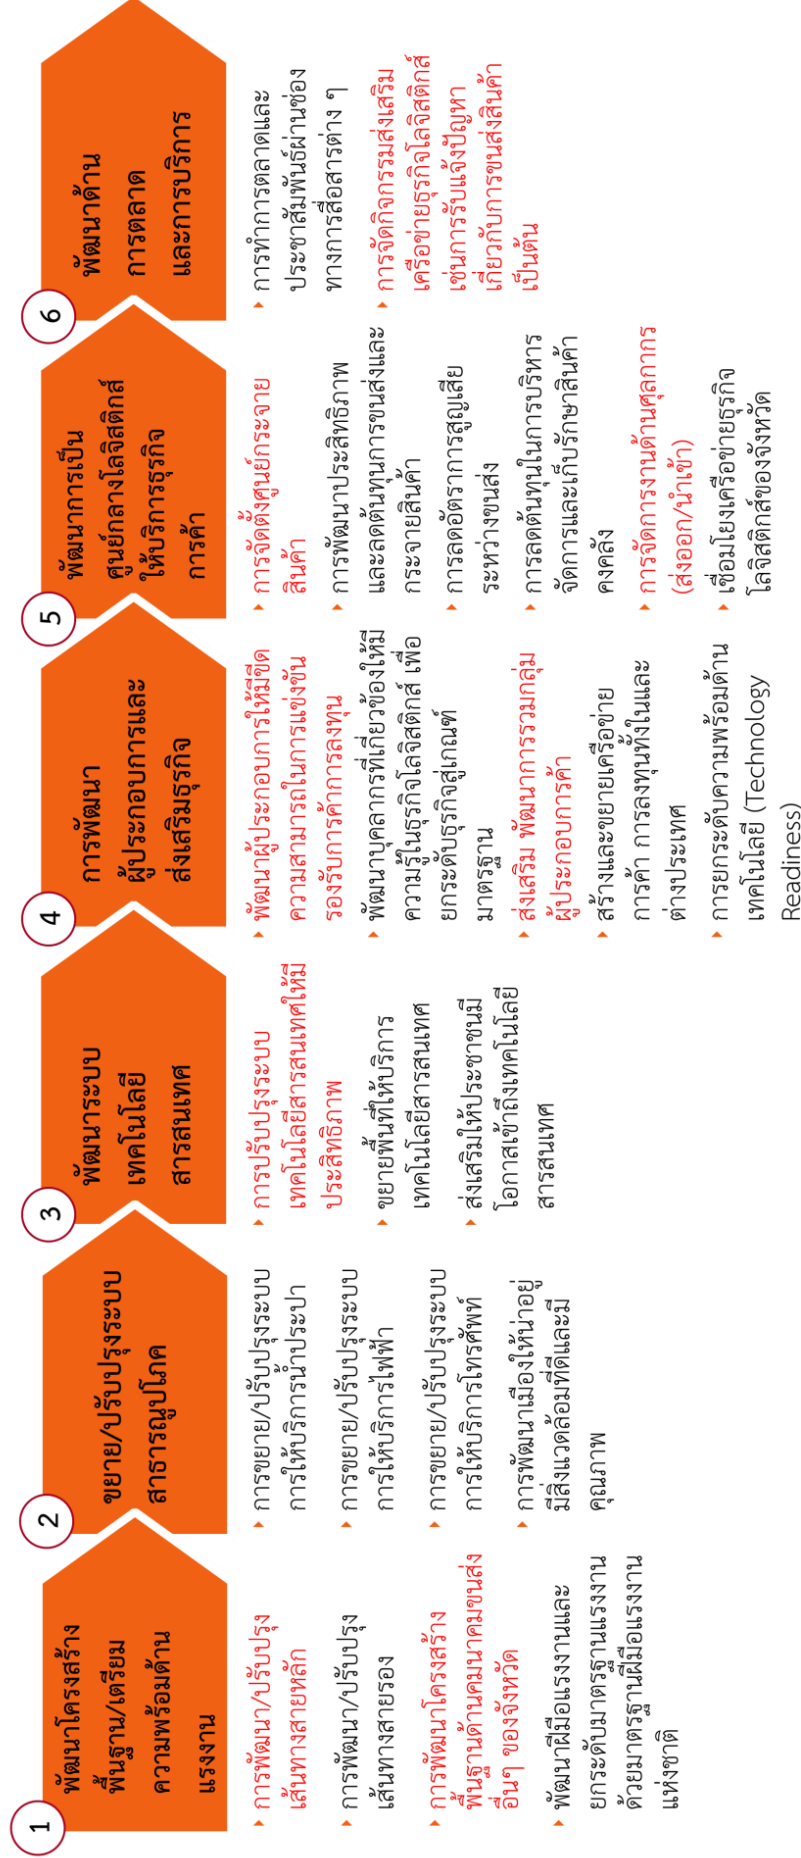 1
พัฒนาโครงสร้าง
พื้นฐาน/เตรียม
ความพร้อมด้าน
แรงงาน
▸ การพัฒนา/ปรับปรุง
เส้นทางสายหลัก
▸ การพัฒนา/ปรับปรุง
เส้นทางสายรอง
▸ การพัฒนาโครงสร้าง
พื้นฐานด้านคมนาคมขนส่ง
อื่นๆ ของจังหวัด
▸ พัฒนาฝีมือแรงงานและ
ยกระดับมาตรฐานแรงงาน
ด้วยมาตรฐานฝีมือแรงงาน
แห่งชาติ
2
ขยาย/ปรับปรุงระบบ
สาธารณูปโภค
▸ การขยาย/ปรับปรุงระบบ
การให้บริการน้ำประปา
▸ การขยาย/ปรับปรุงระบบ
การให้บริการไฟฟ้า
▸ การขยาย/ปรับปรุงระบบ
การให้บริการโทรศัพท์
▸ การพัฒนาเมืองให้น่าอยู่
มีสิ่งแวดล้อมที่ดีและมี
คุณภาพ
3
พัฒนาระบบ
เทคโนโลยี
สารสนเทศ
▸ การปรับปรุงระบบ
เทคโนโลยีสารสนเทศให้มี
ประสิทธิภาพ
▸ ขยายพื้นที่ให้บริการ
เทคโนโลยีสารสนเทศ
▸ ส่งเสริมให้ประชาชนมี
โอกาสเข้าถึงเทคโนโลยี
สารสนเทศ
4
การพัฒนา
ผู้ประกอบการและ
ส่งเสริมธุรกิจ
▸ พัฒนาผู้ประกอบการให้มีขีด
ความสามารถในการแข่งขัน
รองรับการค้าการลงทุน
▸ พัฒนาบุคลากรที่เกี่ยวข้องให้มี
ความรู้ในธุรกิจโลจิสติกส์ เพื่อ
ยกระดับธุรกิจสู่เกณฑ์
มาตรฐาน
▸ ส่งเสริม พัฒนาการรวมกลุ่ม
ผู้ประกอบการค้า
▸ สร้างและขยายเครือข่าย
การค้า การลงทุนทั้งในและ
ต่างประเทศ
▸ การยกระดับความพร้อมด้าน
เทคโนโลยี (Technology
Readiness)
5
พัฒนาการเป็น
ศูนย์กลางโลจิสติกส์
ให้บริการธุรกิจ
การค้า
▸ การจัดตั้งศูนย์กระจาย
สินค้า
▸ การพัฒนาประสิทธิภาพ
และลดต้นทุนการขนส่งและ
กระจายสินค้า
▸ การลดอัตราการสูญเสีย
ระหว่างขนส่ง
▸ การลดต้นทุนในการบริหาร
จัดการและเก็บรักษาสินค้า
คงคลัง
▸ การจัดการงานด้านศุลกากร
(ส่งออก/นำเข้า)
▸ เชื่อมโยงเครือข่ายธุรกิจ
โลจิสติกส์ของจังหวัด
6
พัฒนาด้าน
การตลาด
และการบริการ
▸ การทำการตลาดและ
ประชาสัมพันธ์ผ่านช่อง
ทางการสื่อสารต่าง ๆ
▸ การจัดกิจกรรมส่งเสริม
เครือข่ายธุรกิจโลจิสติกส์
เช่นการรับแจ้งปัญหา
เกี่ยวกับการขนส่งสินค้า
เป็นต้น